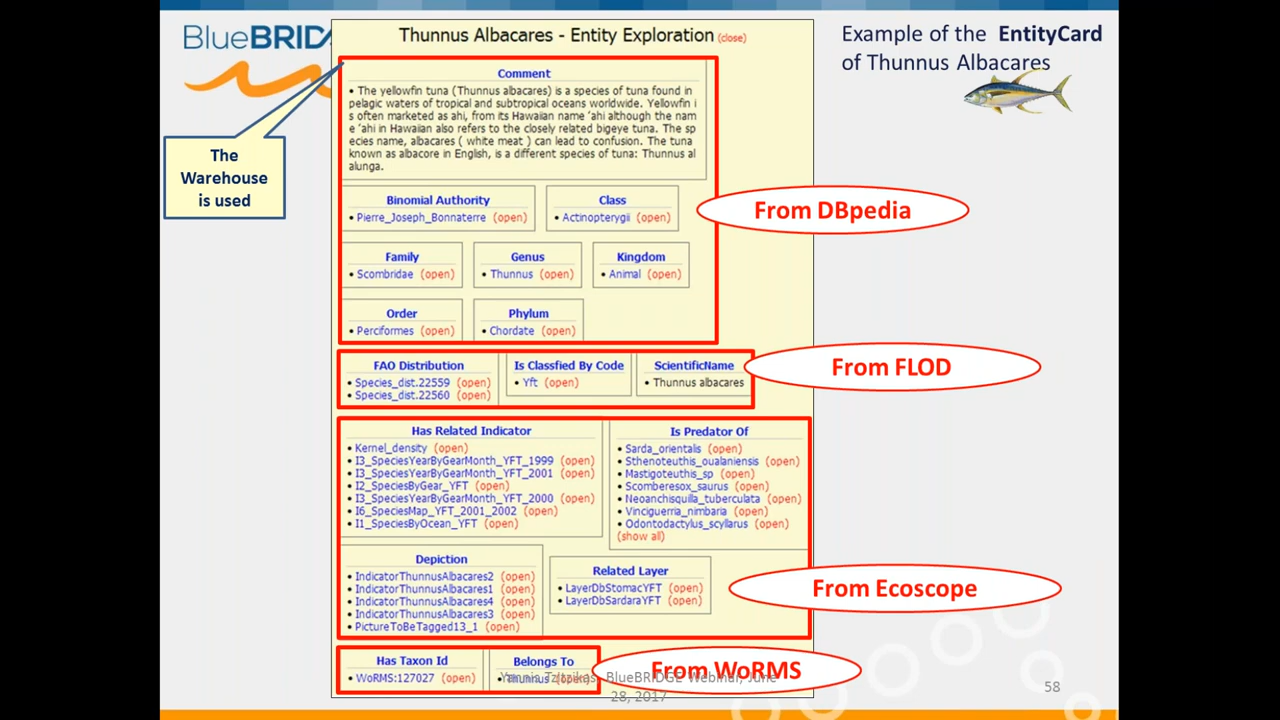 BlueBRID
Thunnus Albacares - Entity Exploration (close)
Example of the EntityCard
of Thunnus Albacares
The
Warehouse
is used
Comment
• The yellowfin tuna (Thunnus albacares) is a species of tuna found in
pelagic waters of tropical and subtropical oceans worldwide. Yellowfin i
s often marketed as ahi, from its Hawaiian name 'ahi although the nam
e 'ahi in Hawaiian also refers to the closely related bigeye tuna. The sp
ecies name, albacares ( white meat ) can lead to confusion. The tuna
known as albacore in English, is a different species of tuna: Thunnus al
alunga.
Binomial Authority
• Pierre_Joseph_Bonnaterre (open)
Class
• Actinopterygii (open)
From DBpedia
Family
• Scombridae (open)
Genus
• Thunnus (open)
Kingdom
• Animal (open)
Order
• Perciformes (open)
Phylum
• Chordate (open)
FAO Distribution
• Species_dist.22559 (open)
• Species_dist.22560 (open)
Is Classfied By Code
• Yft (open)
ScientificName
• Thunnus albacares
From FLOD
Has Related Indicator
• Kernel_density (open)
• I3_SpeciesYearByGearMonth_YFT_1999 (open)
• I3_SpeciesYearByGearMonth_YFT_2001 (open)
• I2_SpeciesByGear_YFT (open)
• I3_SpeciesYearByGearMonth_YFT_2000 (open)
• I6_SpeciesMap_YFT_2001_2002 (open)
• I1_SpeciesByOcean_YFT (open)
Is Predator Of
• Sarda_orientalis (open)
• Sthenoteuthis_oualaniensis (open)
• Mastigoteuthis_sp (open)
• Scomberesox_saurus (open)
• Neoanchisquilla_tuberculata (open)
• Vinciguerria_nimbaria (open)
• Odontodactylus_scyllarus (open)
(show all)
Depiction
• IndicatorThunnusAlbacares2 (open)
• IndicatorThunnusAlbacares1 (open)
• IndicatorThunnusAlbacares4 (open)
• IndicatorThunnusAlbacares3 (open)
• PictureToBeTagged13_1 (open)
Related Layer
• LayerDbStomacYFT (open)
• LayerDbSardaraYFT (open)
From Ecoscope
Has Taxon Id
• WoRMS:127027 (open)
Belongs To
• Thunnus (open)
From WoRMS
BlueBRIDGE Webinar, June
28, 2017
58